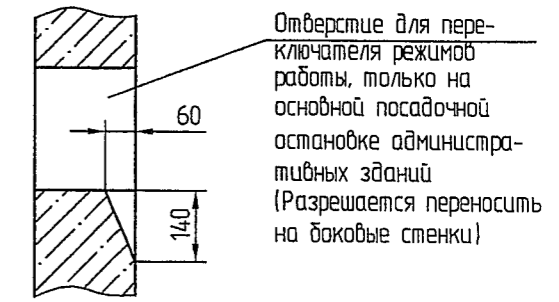 Отверстие для пере-
ключателя режимов
работы, только на
основной посадочной
остановке администра-
тивных зданий
(Разрешается переносить
на боковые стенки)
60
140